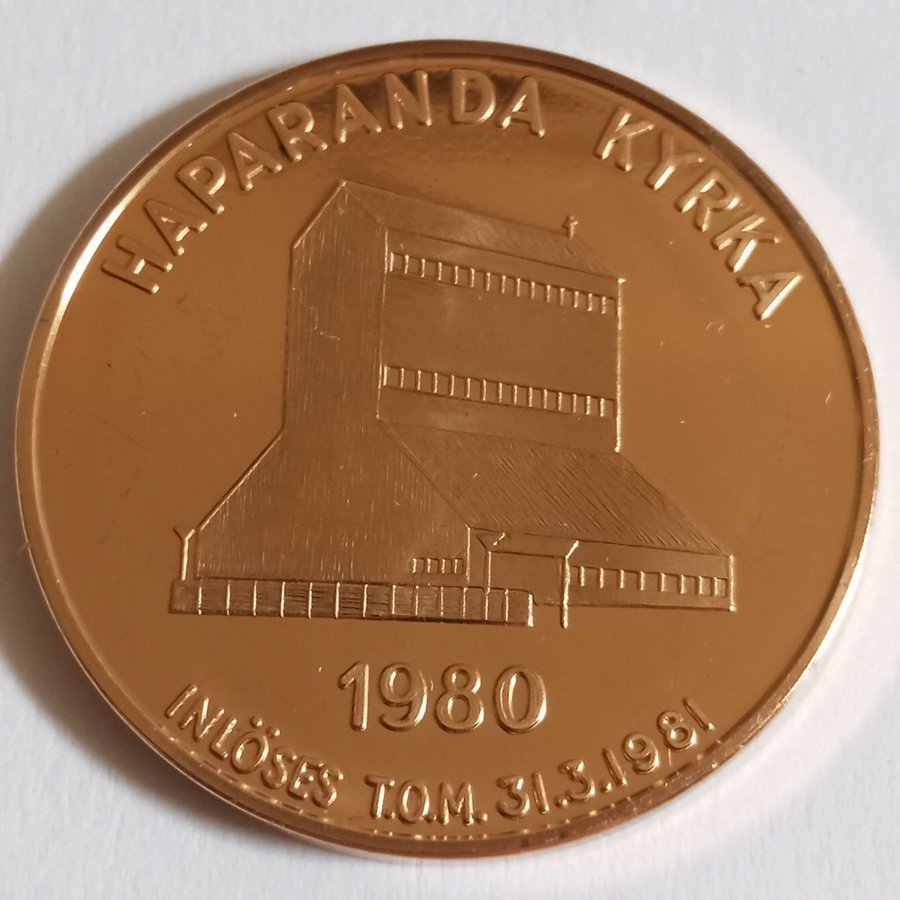 HAPARANDA KYRKA
1980
INLÖSES T.O.M. 31.3.1981